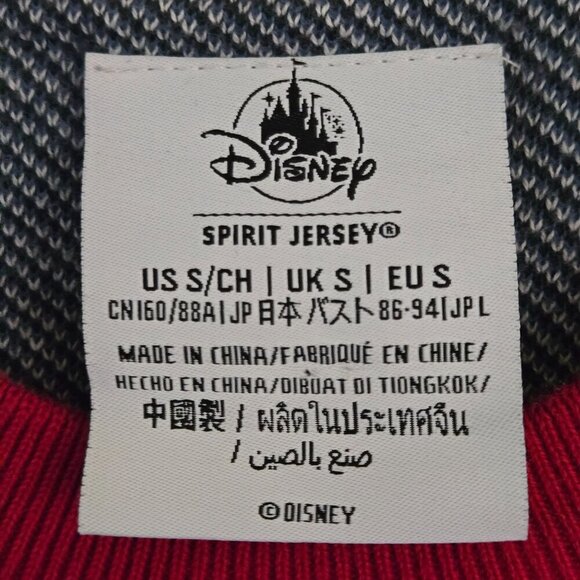 Disney
SPIRIT JERSEY®
US S/CH | UK S | EU S
CN160/88A|JP日本 バスト 86-94|JP L
MADE IN CHINA/FABRIQUÉ EN CHINE/
HECHO EN CHINA/DIBUAT DI TIONGKOK/
中國製 / ผลิตในประเทศจีน
/ صنع بالصين
©DISNEY